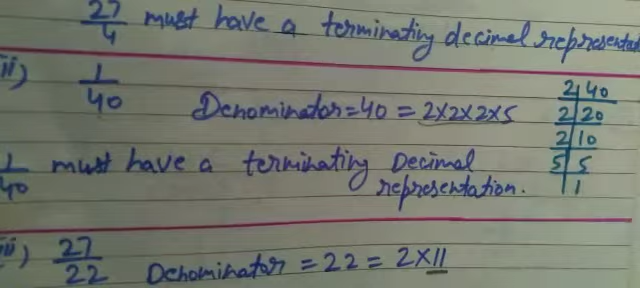 27/4 must have a terminating decimal
ii) 1/40 Denominator = 40 = 2×2×2×5
2 | 40
2 | 20
2 | 10
5 | 5
| 1
1/40 must have a terminating Decimal
representation.
iii) 27/22 Denominator = 22 = 2×11